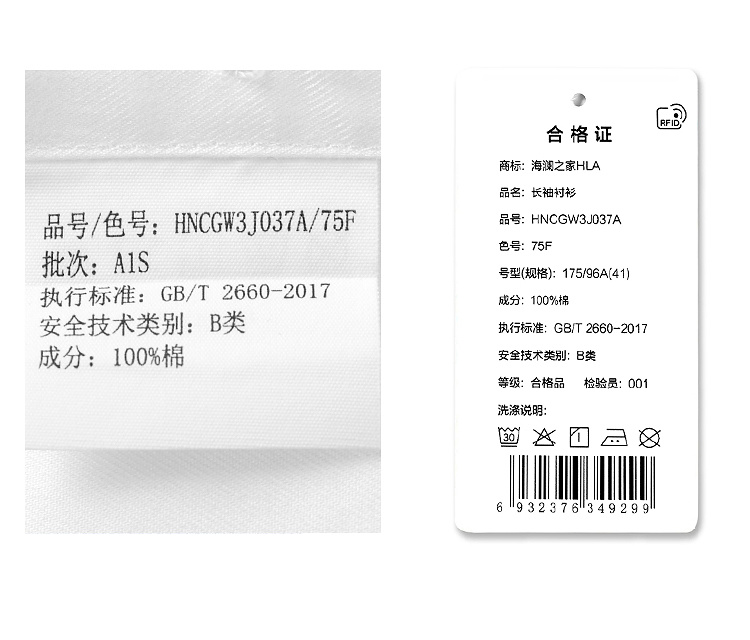 品号/色号：HNCGW3J037A/75F
批次：A1S
执行标准：GB/T 2660-2017
安全技术类别：B类
成分：100%棉
RFID
合格证
商标：海澜之家HLA
品名：长袖衬衫
品号：HNCGW3J037A
色号：75F
号型(规格)：175/96A(41)
成分：100%棉
执行标准：GB/T 2660-2017
安全技术类别：B类
等级：合格品 检验员：001
洗涤说明：
30
6 932376 349299